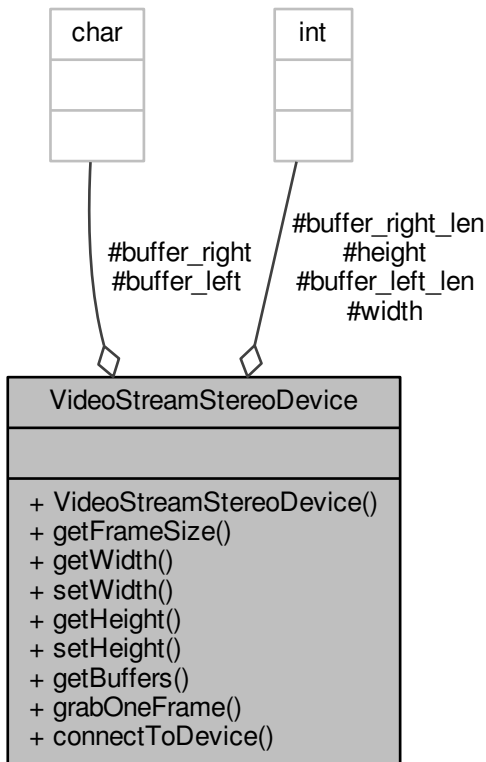 char
int
#buffer_right
#buffer_left
#buffer_right_len
#height
#buffer_left_len
#width
VideoStreamStereoDevice
+ VideoStreamStereoDevice()
+ getFrameSize()
+ getWidth()
+ setWidth()
+ getHeight()
+ setHeight()
+ getBuffers()
+ grabOneFrame()
+ connectToDevice()